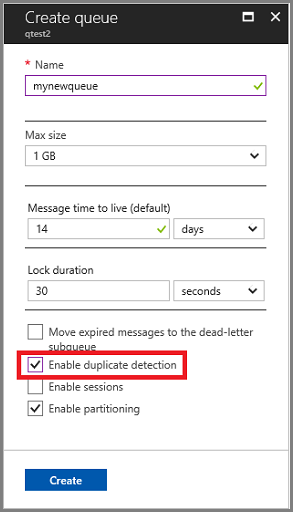 Create queue
qtest2
* Name
mynewqueue
Max size
1 GB
Message time to live (default)
14 days
Lock duration
30 seconds
Move expired messages to the dead-letter
subqueue
Enable duplicate detection
Enable sessions
Enable partitioning
Create